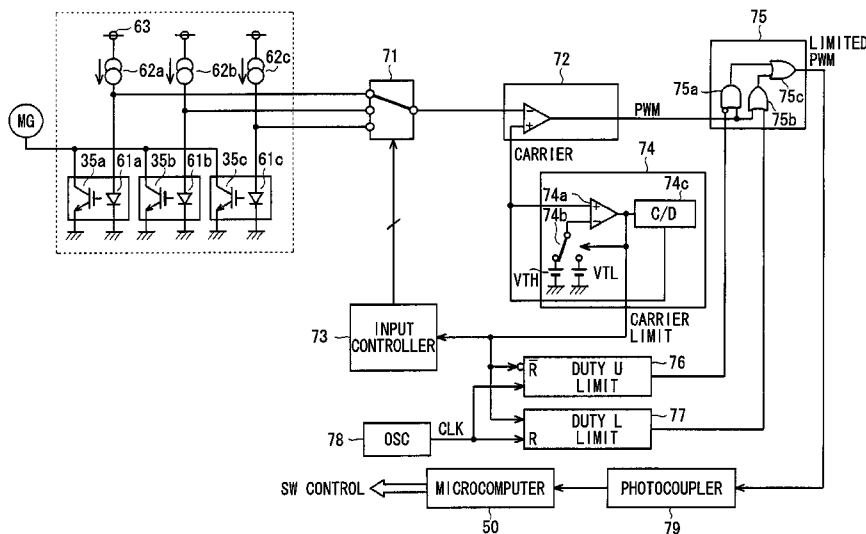 63
62a
62b
62c
MG
35a
61a
35b
61b
35c
61c
71
72
CARRIER
PWM
75
LIMITED
PWM
75a
75c
75b
74
74a
74c
C/D
74b
VTH
VTL
CARRIER
LIMIT
73
INPUT
CONTROLLER
R
DUTY U
LIMIT
76
78
OSC
CLK
R
DUTY L
LIMIT
77
SW CONTROL
MICROCOMPUTER
50
PHOTOCOUPLER
79